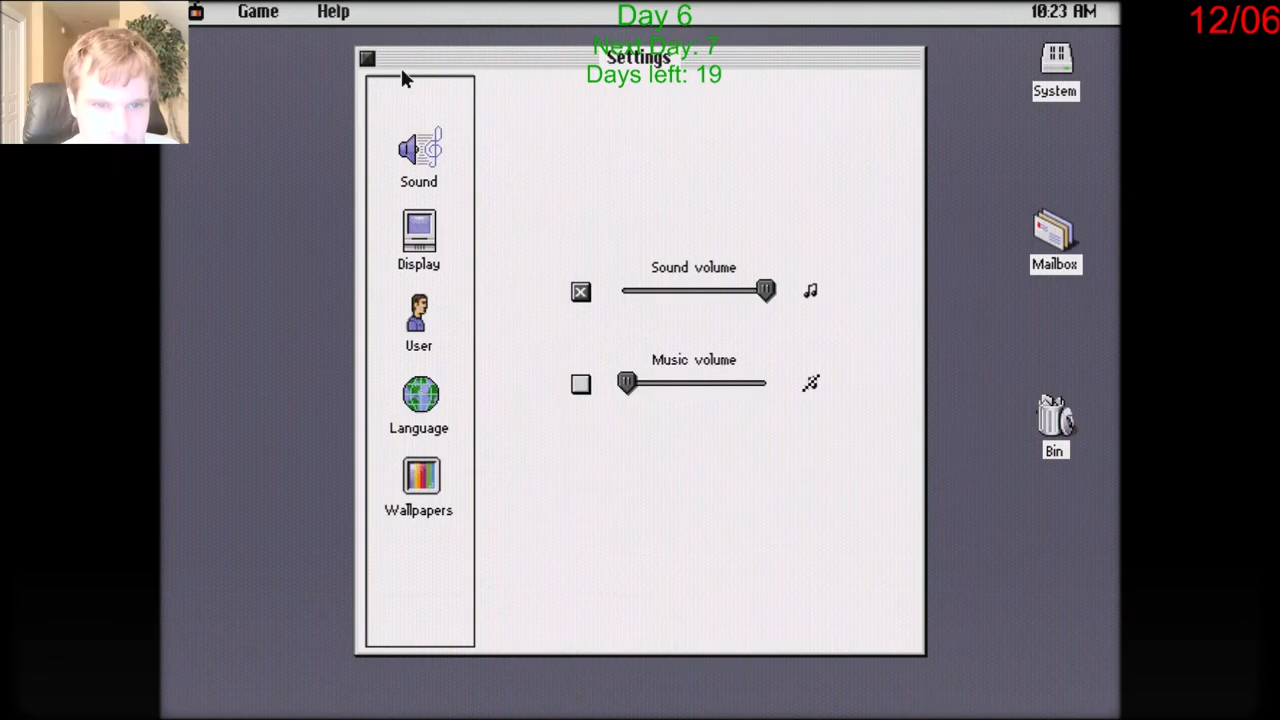 Game Help
Day 6
10:23 AM
12/06
Next Day: 7
Settings
Days left: 19
System
Sound
Display
User
Language
Wallpapers
Sound volume
Music volume
Mailbox
Bin